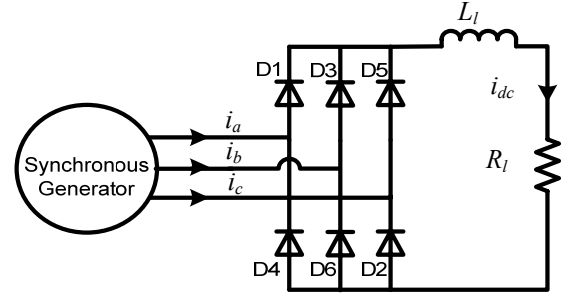 L_l
D1
D3
D5
i_dc
i_a
i_b
i_c
Synchronous
Generator
R_l
D4
D6
D2